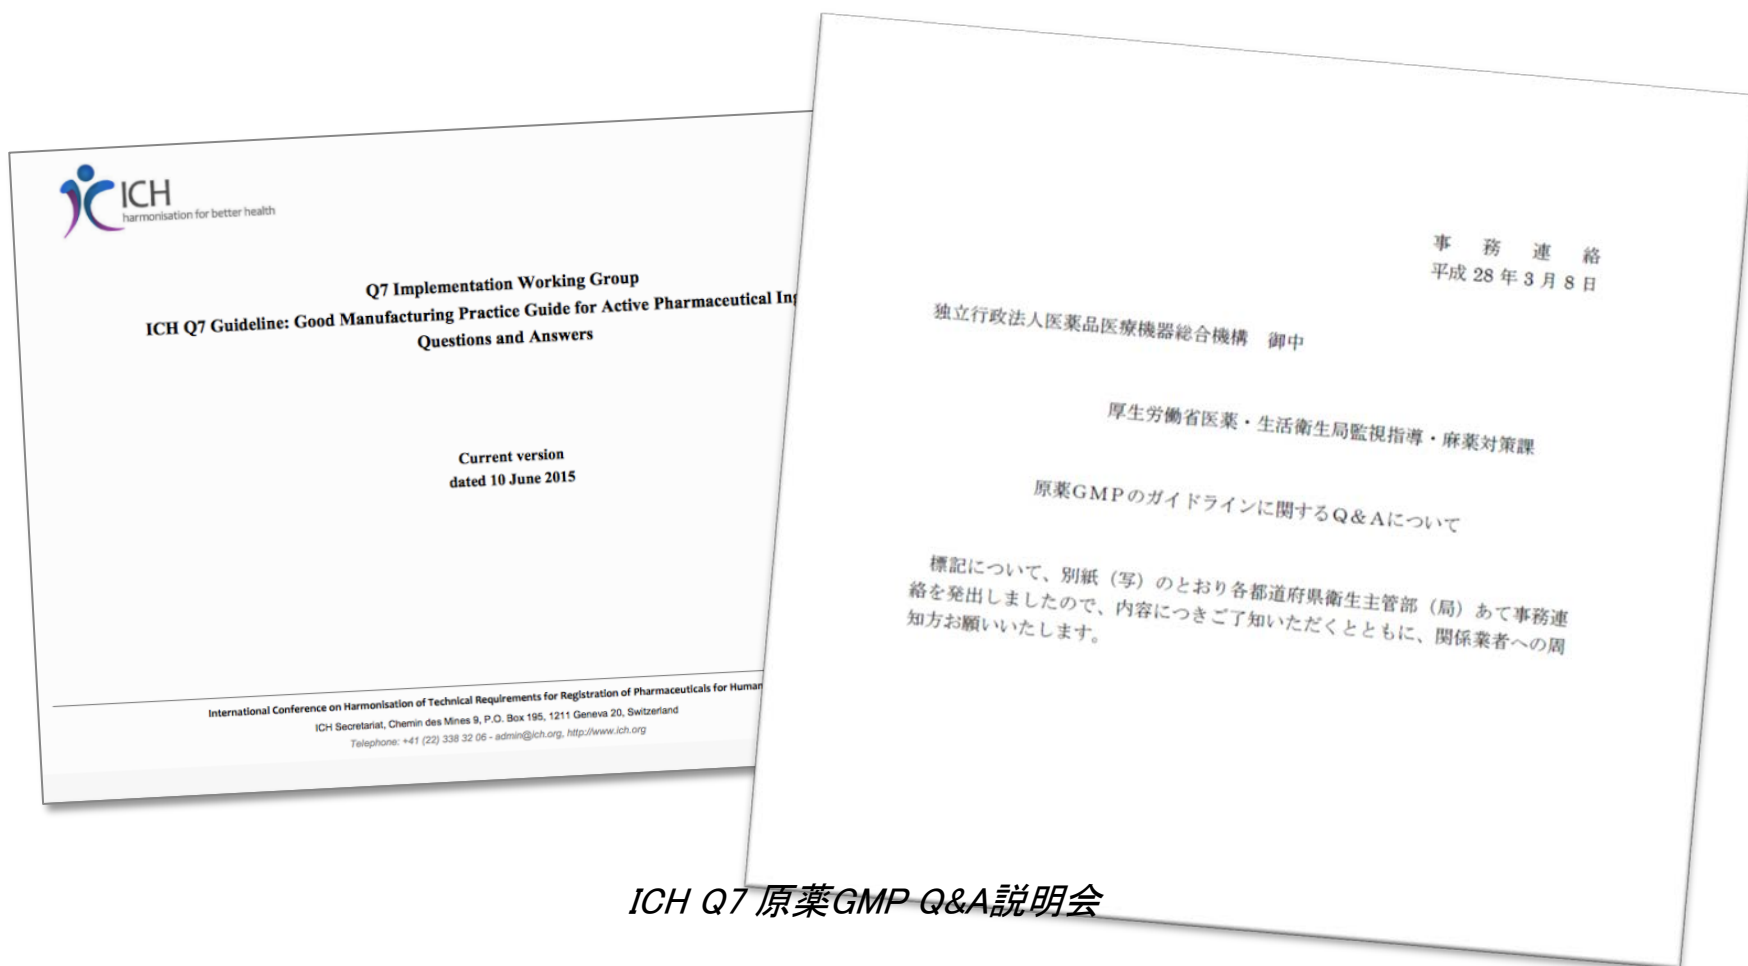 ICH
harmonisation for better health
Q7 Implementation Working Group
ICH Q7 Guideline: Good Manufacturing Practice Guide for Active Pharmaceutical
Questions and Answers
Current version
dated 10 June 2015
International Conference on Harmonisation of Technical Requirements for Registration of Pharmaceuticals for Human
ICH Secretariat, Chemin des Mines 9, P.O. Box 195, 1211 Geneva 20, Switzerland
Telephone: +41 (22) 338 32 06 - admin@ich.org, http://www.ich.org
事 務 連 絡
平成 28 年 3 月 8 日
独立行政法人医薬品医療機器総合機構 御中
厚生労働省医薬・生活衛生局監視指導・麻薬対策課
原薬GMPのガイドラインに関するQ&Aについて
標記について、別紙（写）のとおり各都道府県衛生主管部（局）あて事務連
絡を発出しましたので、内容につきご了知いただくとともに、関係業者への周
知方お願いいたします。
ICH Q7 原薬GMP Q&A説明会